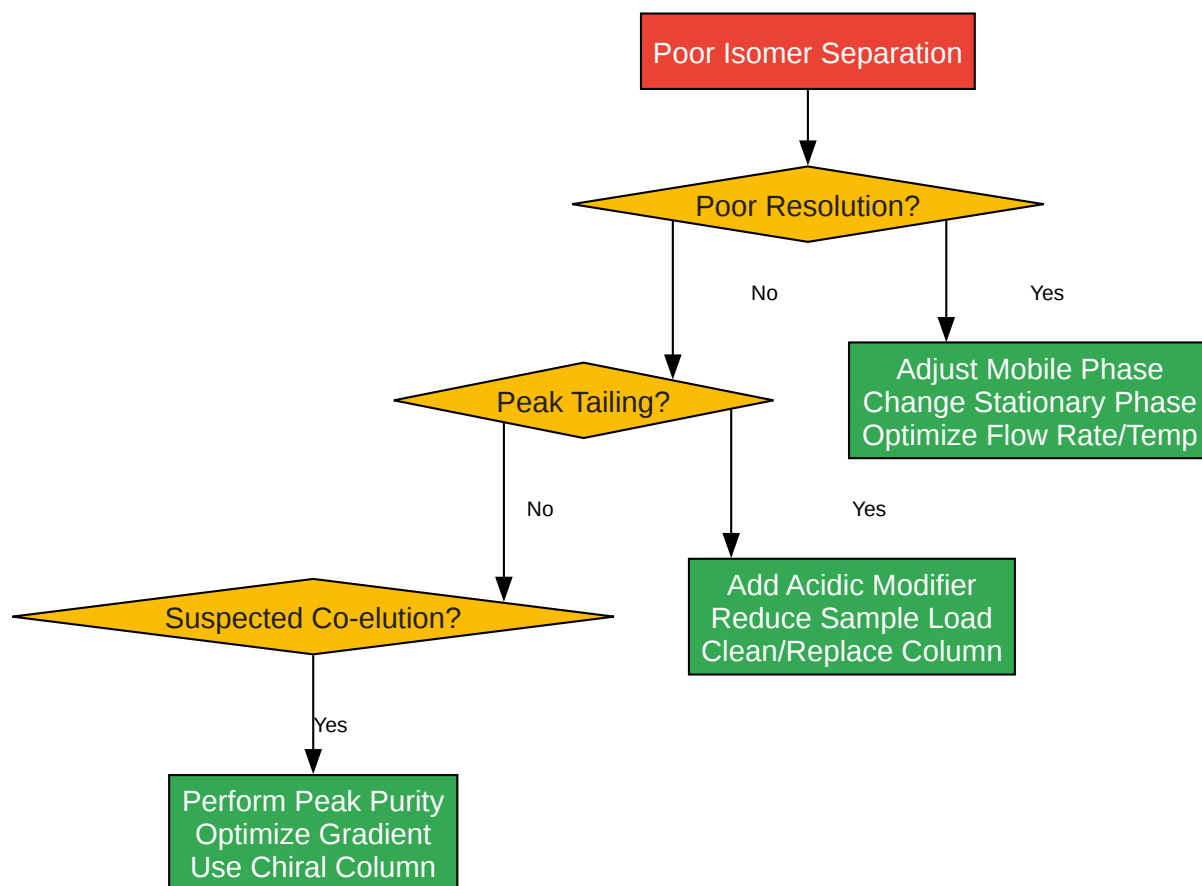 Poor Isomer Separation
Poor Resolution?
No
Yes
Adjust Mobile Phase
Change Stationary Phase
Optimize Flow Rate/Temp
Peak Tailing?
No
Yes
Add Acidic Modifier
Reduce Sample Load
Clean/Replace Column
Suspected Co-elution?
Yes
Perform Peak Purity
Optimize Gradient
Use Chiral Column